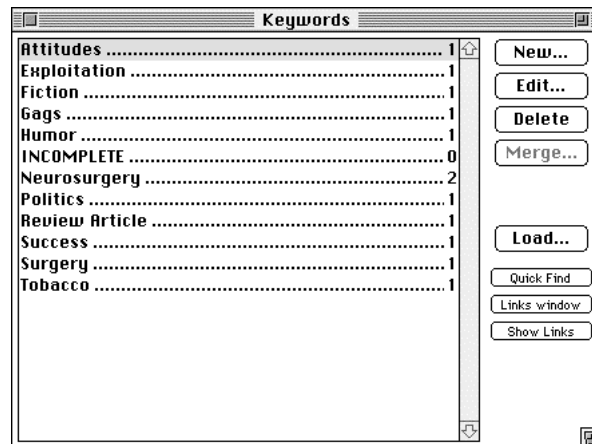 Keywords
Attitudes ........................................................................................ 1
Exploitation ................................................................................... 1
Fiction ............................................................................................. 1
Gags .................................................................................................. 1
Humor ............................................................................................... 1
INCOMPLETE ..................................................................................... 0
Neurosurgery ................................................................................. 2
Politics ............................................................................................ 1
Review Article ............................................................................... 1
Success ............................................................................................ 1
Surgery ............................................................................................ 1
Tobacco ............................................................................................ 1
New...
Edit...
Delete
Merge...
Load...
Quick Find
Links window
Show Links